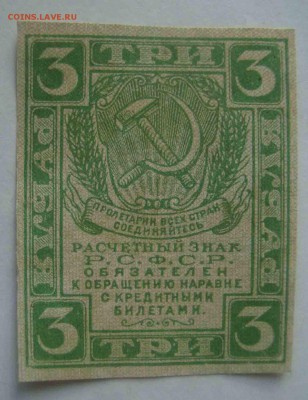 COINS.LAVE.RU
3 ТРИ 3
РУБЛЯ
РУБЛЯ
ПРОЛЕТАРИИ ВСЕХ СТРАН
СОЕДИНЯЙТЕСЬ
РАСЧЕТНЫЙ ЗНАК
Р.С.Ф.С.Р.
ОБЯЗАТЕЛЕН
К ОБРАЩЕНИЮ НАРАВНЕ
С КРЕДИТНЫМИ
БИЛЕТАМИ.
3 ТРИ 3